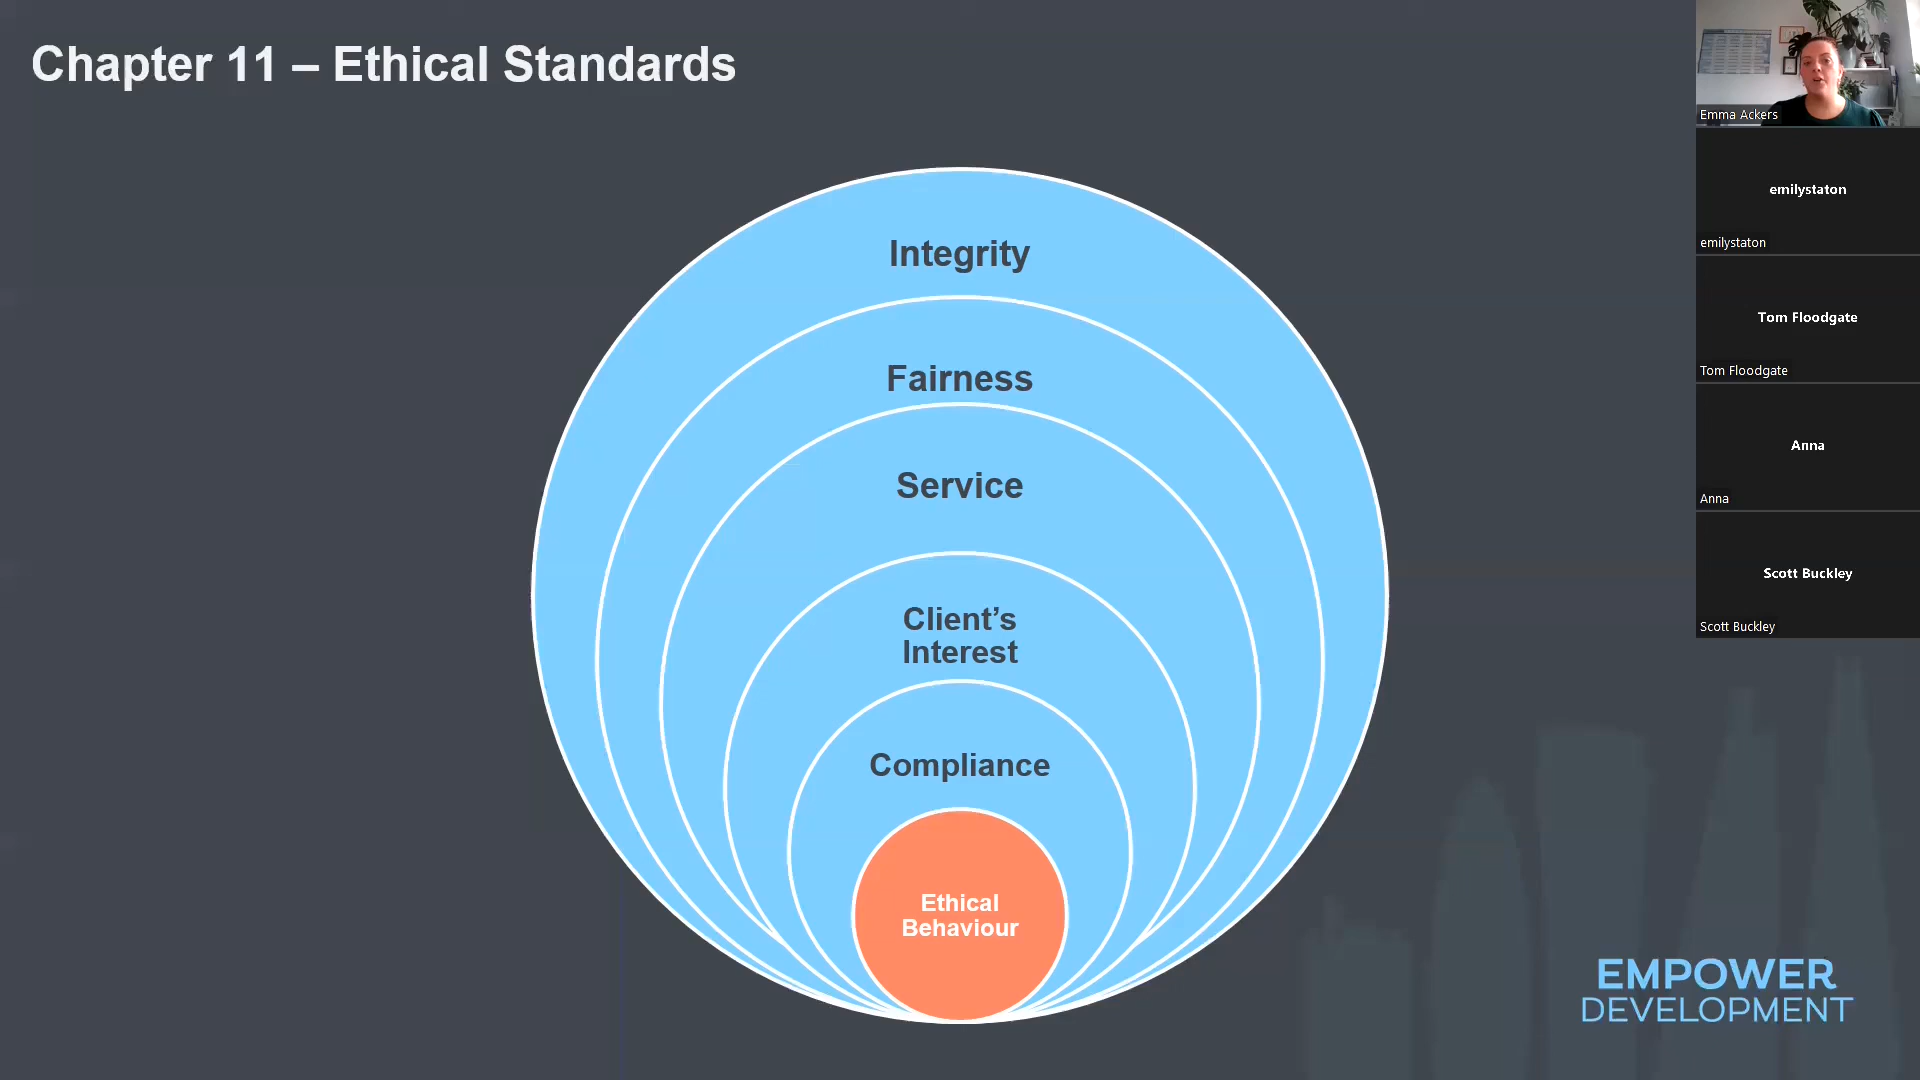 Chapter 11 – Ethical Standards
Integrity
Fairness
Service
Client’s
Interest
Compliance
Ethical
Behaviour
EMPOWER
DEVELOPMENT
Emma Ackers
emilystaton
emilystaton
Tom Floodgate
Tom Floodgate
Anna
Anna
Scott Buckley
Scott Buckley